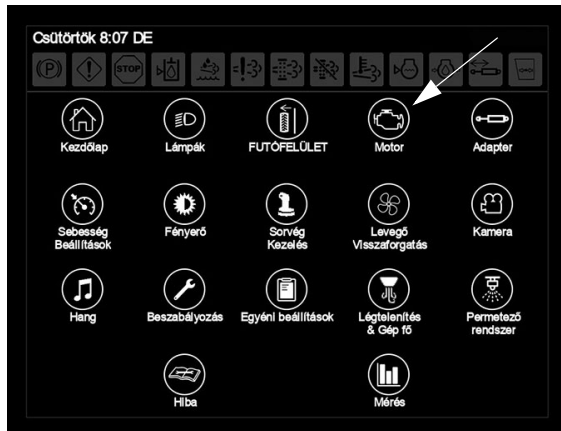 Csütörtök 8:07 DE
STOP
Kezdőlap
Lámpák
FUTÓFELÜLET
Motor
Adapter
Sebesség
Beállítások
Fényerő
Sorvég
Kezelés
Levegő
Visszaforgatás
Kamera
Hang
Beszabályozás
Egyéni beállítások
Légtelenítés
& Gép fő
Permetező
rendszer
Hiba
Mérés